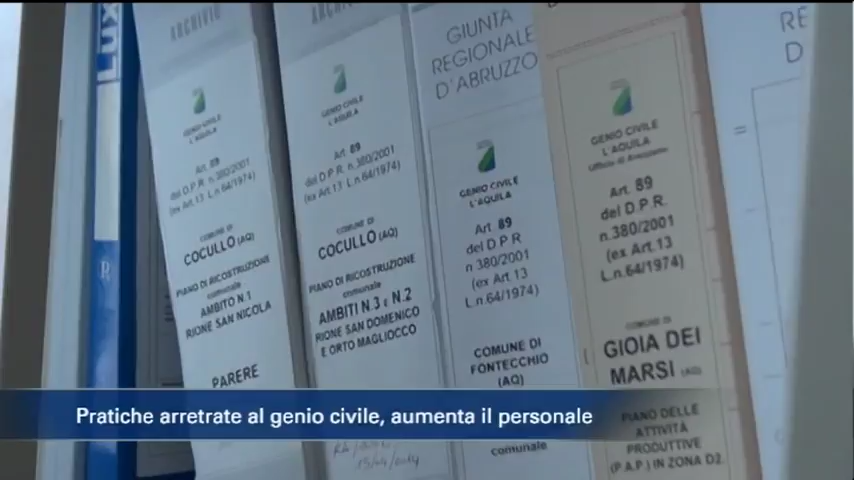 LUX
ARCHIVIO
GENIO CIVILE
L'AQUILA
Art. 89
del D.P.R. n.380/2001
(ex Art.13 L.n.64/1974)
COMUNE DI
COCULLO (AQ)
PIANO DI RICOSTRUZIONE
comunale
AMBITO N.1
RIONE SAN NICOLA
PARERE
ARCHIVIO
GENIO CIVILE
L'AQUILA
Art. 89
del D.P.R. n.380/2001
(ex Art.13 L.n.64/1974)
COMUNE DI
COCULLO (AQ)
PIANO DI RICOSTRUZIONE
comunale
AMBITI N.3 e N.2
RIONE SAN DOMENICO
E ORTO MAGLIOCCO
GIUNTA
REGIONALE
D'ABRUZZO
GENIO CIVILE
L'AQUILA
Art 89
del D.P.R
n 380/2001
(ex Art.13
L.n.64/1974)
COMUNE DI
FONTECCHIO
(AQ)
comunale
GENIO CIVILE
L'AQUILA
Ufficio di Avezzano
Art. 89
del D.P.R.
n.380/2001
(ex Art.13
L.n.64/1974)
COMUNE DI
GIOIA DEI
MARSI (AQ)
PIANO DELLE
ATTIVITÀ
PRODUTTIVE
(P.A.P.) IN ZONA D2
RE
D
Pratiche arretrate al genio civile, aumenta il personale